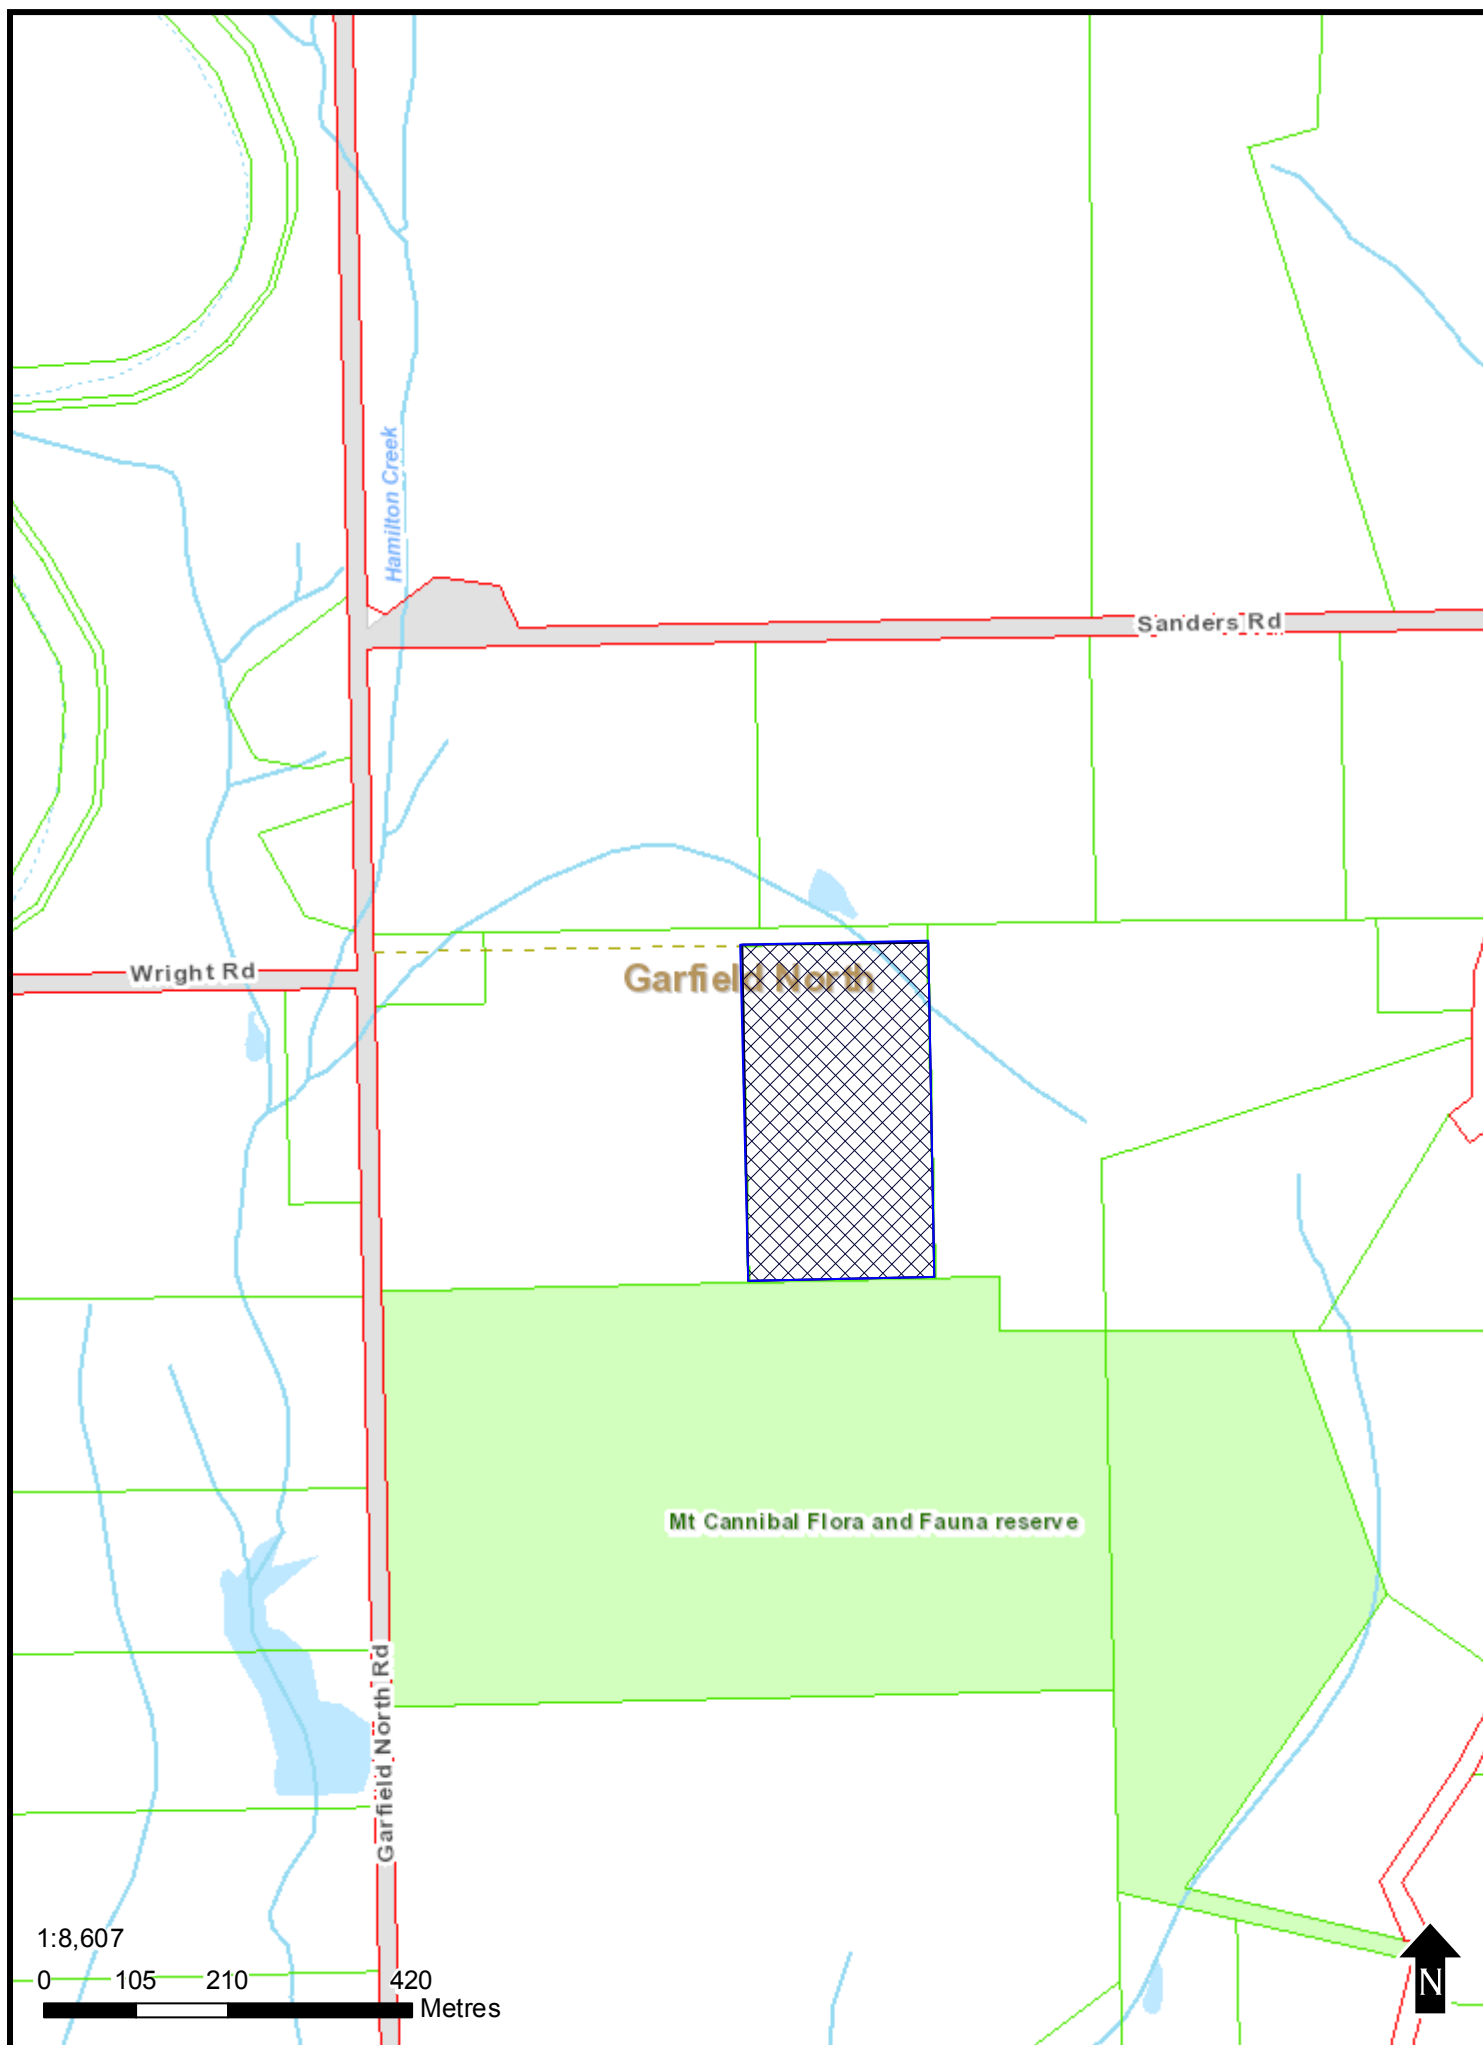 Hamilton Creek
Sanders Rd
Wright Rd
Garfield North
Mt Cannibal Flora and Fauna reserve
Garfield North Rd
1:8,607
0 105 210 420
Metres
N